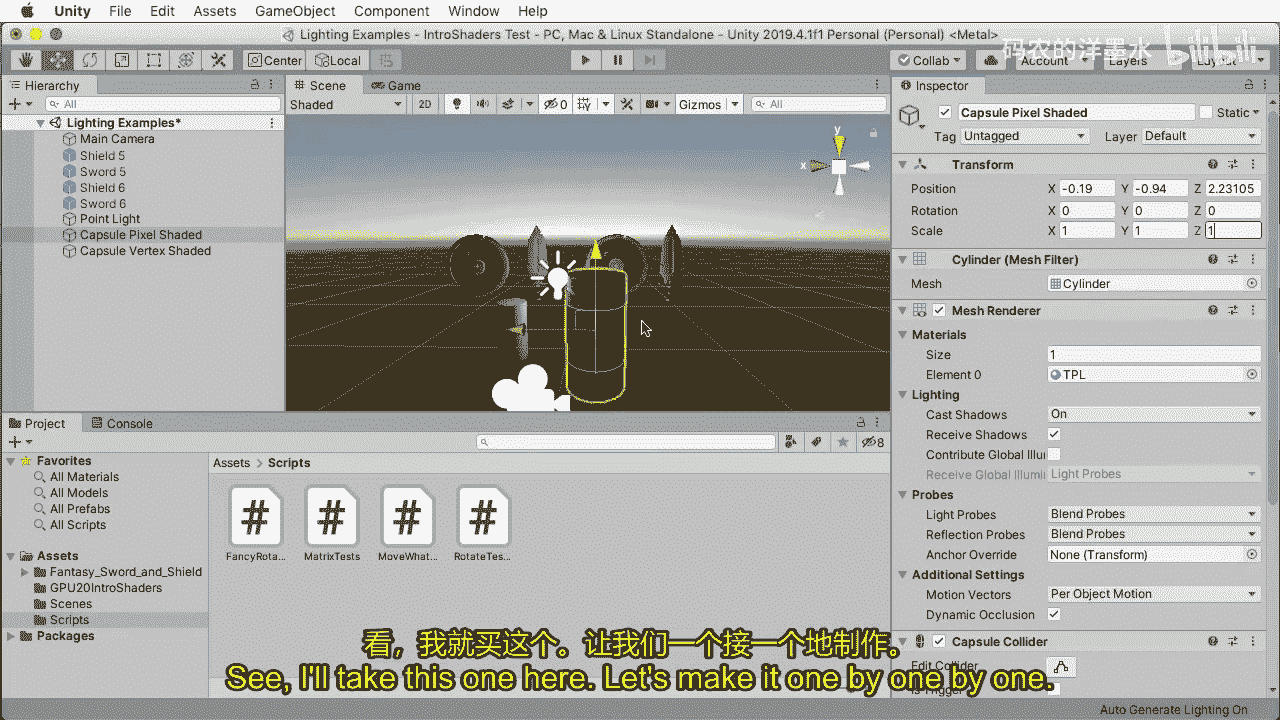 Unity File Edit Assets GameObject Component Window Help
Lighting Examples - IntroShaders Test - PC, Mac & Linux Standalone - Unity 2019.4.1f1 Personal (Personal) <Metal>
码农的洋墨水 bilibili
Center Local Collab Account Layers
Hierarchy
All
Lighting Examples*
Main Camera
Shield 5
Sword 5
Shield 6
Sword 6
Point Light
Capsule Pixel Shaded
Capsule Vertex Shaded
Scene Game
Shaded 2D 0 Gizmos All
y
x
Inspector
Capsule Pixel Shaded Static
Tag Untagged Layer Default
Transform
Position X -0.19 Y -0.94 Z 2.23105
Rotation X 0 Y 0 Z 0
Scale X 1 Y 1 Z 1
Cylinder (Mesh Filter)
Mesh Cylinder
Mesh Renderer
Materials
Size 1
Element 0 TPL
Lighting
Cast Shadows On
Receive Shadows
Contribute Global Illu
Receive Global Illumi Light Probes
Probes
Light Probes Blend Probes
Reflection Probes Blend Probes
Anchor Override None (Transform)
Additional Settings
Motion Vectors Per Object Motion
Dynamic Occlusion
Capsule Collider
Edit Collider
Is Trigger
Project Console
8
Favorites
All Materials
All Models
All Prefabs
All Scripts
Assets
Fantasy_Sword_and_Shield
GPU20IntroShaders
Scenes
Scripts
Packages
Assets > Scripts
# # # #
FancyRota... MatrixTests MoveWhat... RotateTes...
看，我就买这个。让我们一个接一个地制作。
See, I'll take this one here. Let's make it one by one by one.
Auto Generate Lighting On